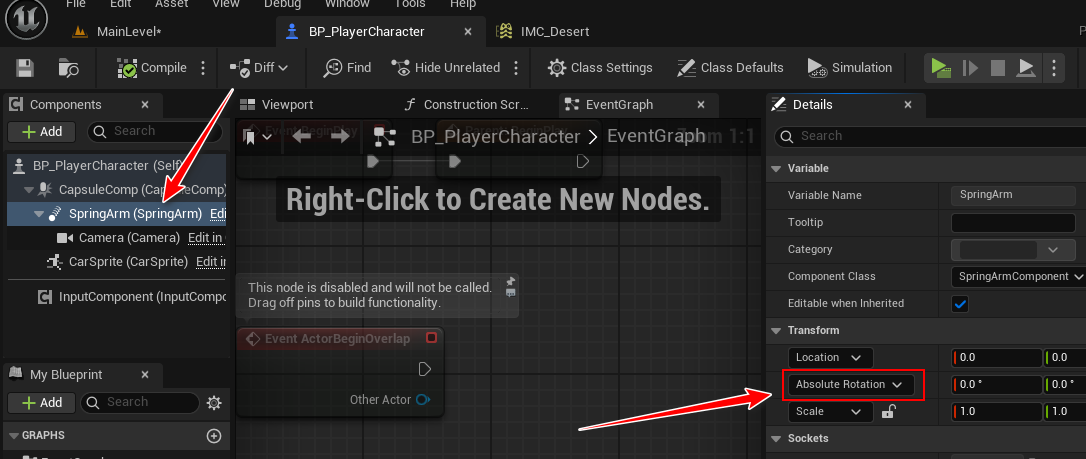 File Edit Asset View Debug Window Tools Help
MainLevel*
BP_PlayerCharacter
IMC_Desert
Compile
Diff
Find
Hide Unrelated
Class Settings
Class Defaults
Simulation
Components
Viewport
Construction Scr...
EventGraph
Details
Add
Search
BP_PlayerCharacter
EventGraph
Zoom 1:1
Search
Right-Click to Create New Nodes.
BP_PlayerCharacter (Self)
CapsuleComp (CapsuleComp)
SpringArm (SpringArm) Edi
Camera (Camera) Edit in
CarSprite (CarSprite) Edit in
InputComponent (InputCompo
This node is disabled and will not be called.
Drag off pins to build functionality.
Event ActorBeginOverlap
Other Actor
My Blueprint
Add
Search
GRAPHS
Variable
Variable Name
SpringArm
Tooltip
Category
Component Class
SpringArmComponent
Editable when Inherited
Transform
Location
0.0
0.0
Absolute Rotation
0.0 °
0.0 °
Scale
1.0
1.0
Sockets